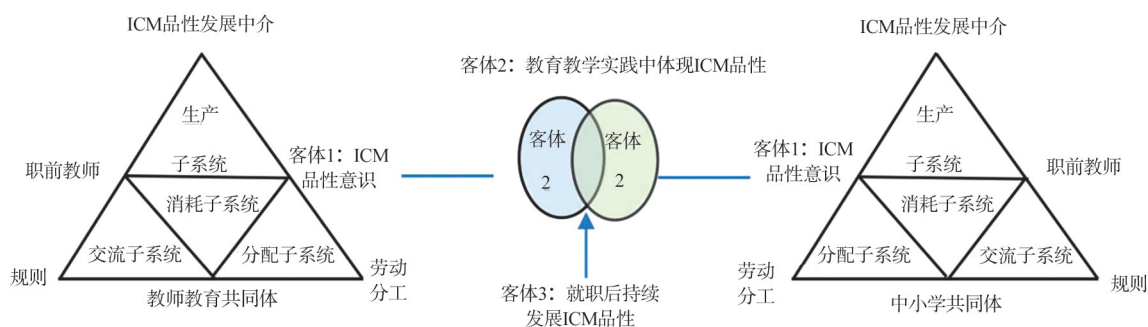 ICM品性发展中介
ICM品性发展中介
客体2：教育教学实践中体现ICM品性
生产
子系统
职前教师
客体1：ICM
品性意识
消耗子系统
交流子系统
分配子系统
规则
教师教育共同体
劳动
分工
客体
2
客体
2
客体3：就职后持续
发展ICM品性
生产
子系统
客体1：ICM
品性意识
职前教师
消耗子系统
分配子系统
交流子系统
劳动
分工
中小学共同体
规则